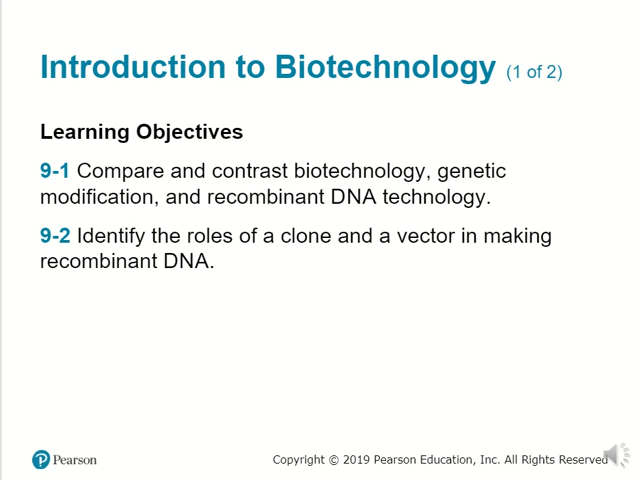 Introduction to Biotechnology (1 of 2)
Learning Objectives
9-1 Compare and contrast biotechnology, genetic
modification, and recombinant DNA technology.
9-2 Identify the roles of a clone and a vector in making
recombinant DNA.
P Pearson
Copyright © 2019 Pearson Education, Inc. All Rights Reserved